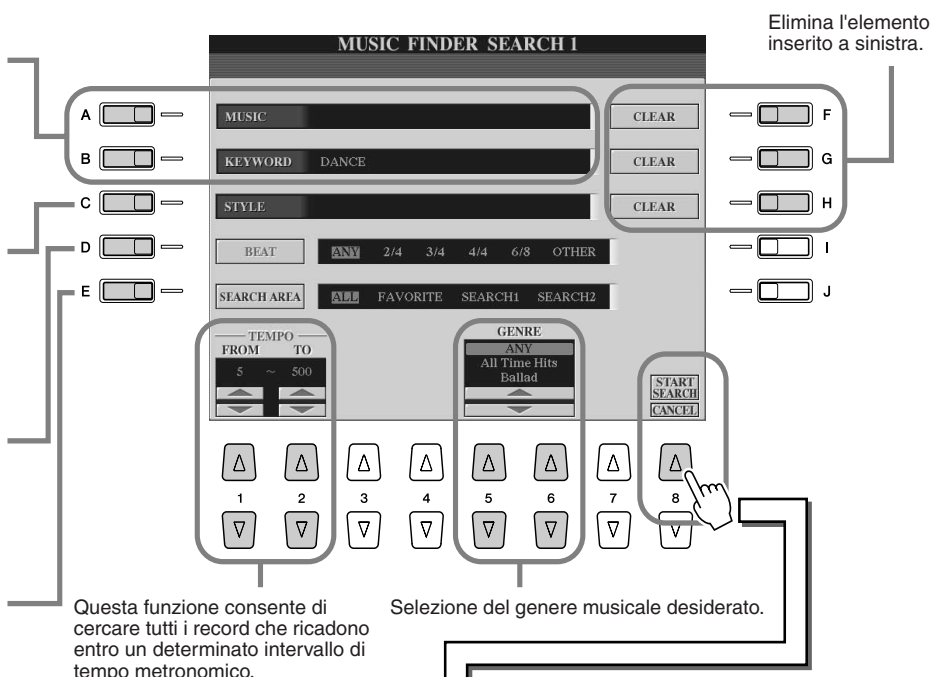 Elimina l'elemento
inserito a sinistra.
MUSIC FINDER SEARCH 1
A
MUSIC
CLEAR
F
B
KEYWORD DANCE
CLEAR
G
C
STYLE
CLEAR
H
D
BEAT ANY 2/4 3/4 4/4 6/8 OTHER
I
E
SEARCH AREA ALL FAVORITE SEARCH1 SEARCH2
J
TEMPO
FROM TO
5 ~ 500
GENRE
ANY
All Time Hits
Ballad
START
SEARCH
CANCEL
1 2 3 4 5 6 7 8
Questa funzione consente di
cercare tutti i record che ricadono
entro un determinato intervallo di
tempo metronomico.
Selezione del genere musicale desiderato.